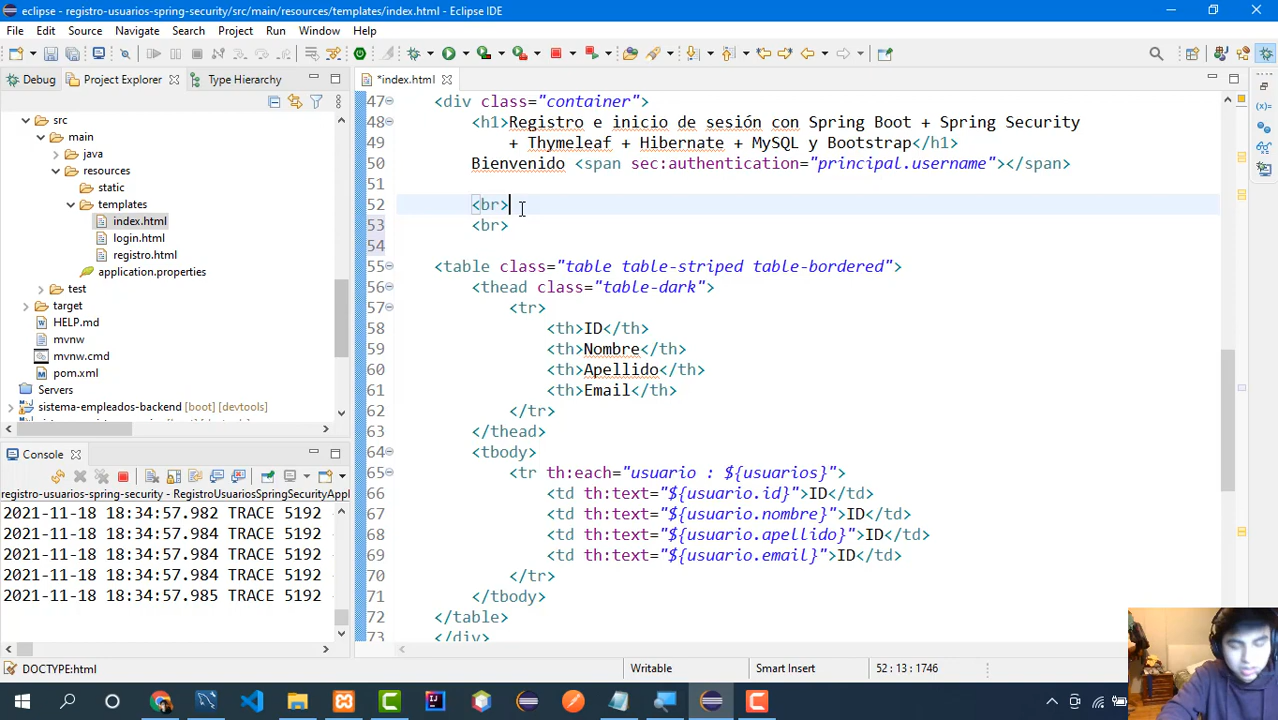 eclipse - registro-usuarios-spring-security/src/main/resources/templates/index.html - Eclipse IDE
File Edit Source Navigate Search Project Run Window Help
Debug Project Explorer Type Hierarchy
src
main
java
resources
static
templates
index.html
login.html
registro.html
application.properties
test
target
HELP.md
mvnw
mvnw.cmd
pom.xml
Servers
sistema-empleados-backend [boot] [devtools]
Console
registro-usuarios-spring-security - RegistroUsuariosSpringSecurityAppl
2021-11-18 18:34:57.982 TRACE 5192
2021-11-18 18:34:57.984 TRACE 5192
2021-11-18 18:34:57.984 TRACE 5192
2021-11-18 18:34:57.984 TRACE 5192
2021-11-18 18:34:57.985 TRACE 5192
*index.html
47 <div class="container">
48 <h1>Registro e inicio de sesión con Spring Boot + Spring Security
49 + Thymeleaf + Hibernate + MySQL y Bootstrap</h1>
50 Bienvenido <span sec:authentication="principal.username"></span>
51
52 <br>
53 <br>
54
55 <table class="table table-striped table-bordered">
56 <thead class="table-dark">
57 <tr>
58 <th>ID</th>
59 <th>Nombre</th>
60 <th>Apellido</th>
61 <th>Email</th>
62 </tr>
63 </thead>
64 <tbody>
65 <tr th:each="usuario : ${usuarios}">
66 <td th:text="${usuario.id}">ID</td>
67 <td th:text="${usuario.nombre}">ID</td>
68 <td th:text="${usuario.apellido}">ID</td>
69 <td th:text="${usuario.email}">ID</td>
70 </tr>
71 </tbody>
72 </table>
73 </div>
DOCTYPE:html Writable Smart Insert 52 : 13 : 1746